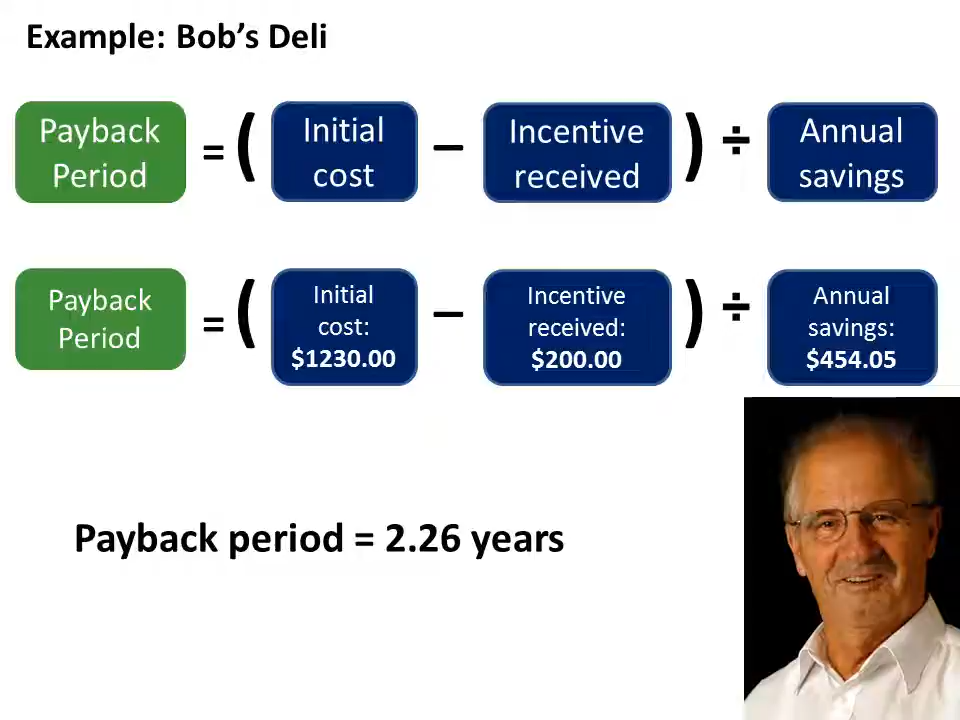 Example: Bob’s Deli
Payback Period = ( Initial cost – Incentive received ) ÷ Annual savings
Payback Period = ( Initial cost: $1230.00 – Incentive received: $200.00 ) ÷ Annual savings: $454.05
Payback period = 2.26 years